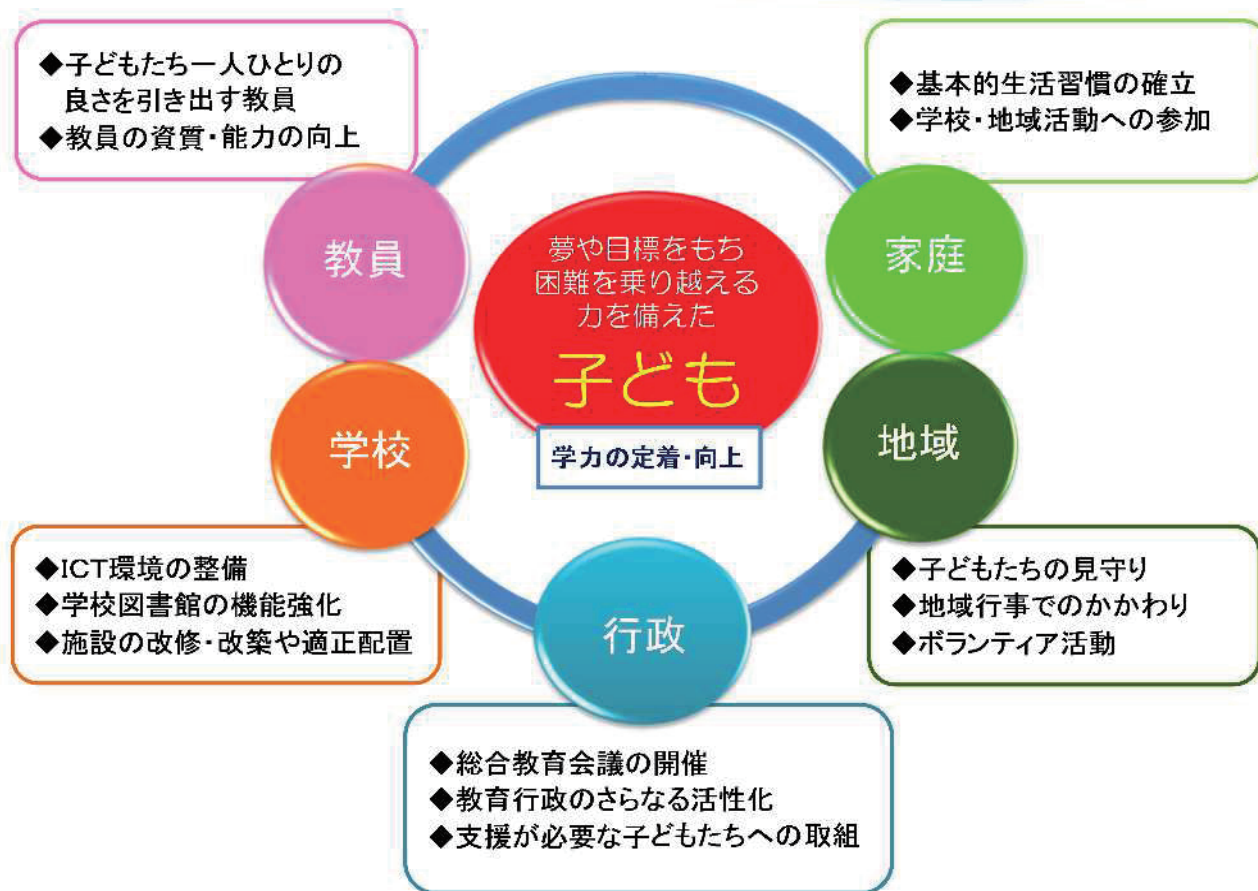 ◆子どもたち一人ひとりの
良さを引き出す教員
◆教員の資質・能力の向上
◆基本的生活習慣の確立
◆学校・地域活動への参加
教員
家庭
夢や目標をもち
困難を乗り越える
力を備えた
子ども
学力の定着・向上
学校
地域
◆ICT環境の整備
◆学校図書館の機能強化
◆施設の改修・改築や適正配置
◆子どもたちの見守り
◆地域行事でのかかわり
◆ボランティア活動
行政
◆総合教育会議の開催
◆教育行政のさらなる活性化
◆支援が必要な子どもたちへの取組